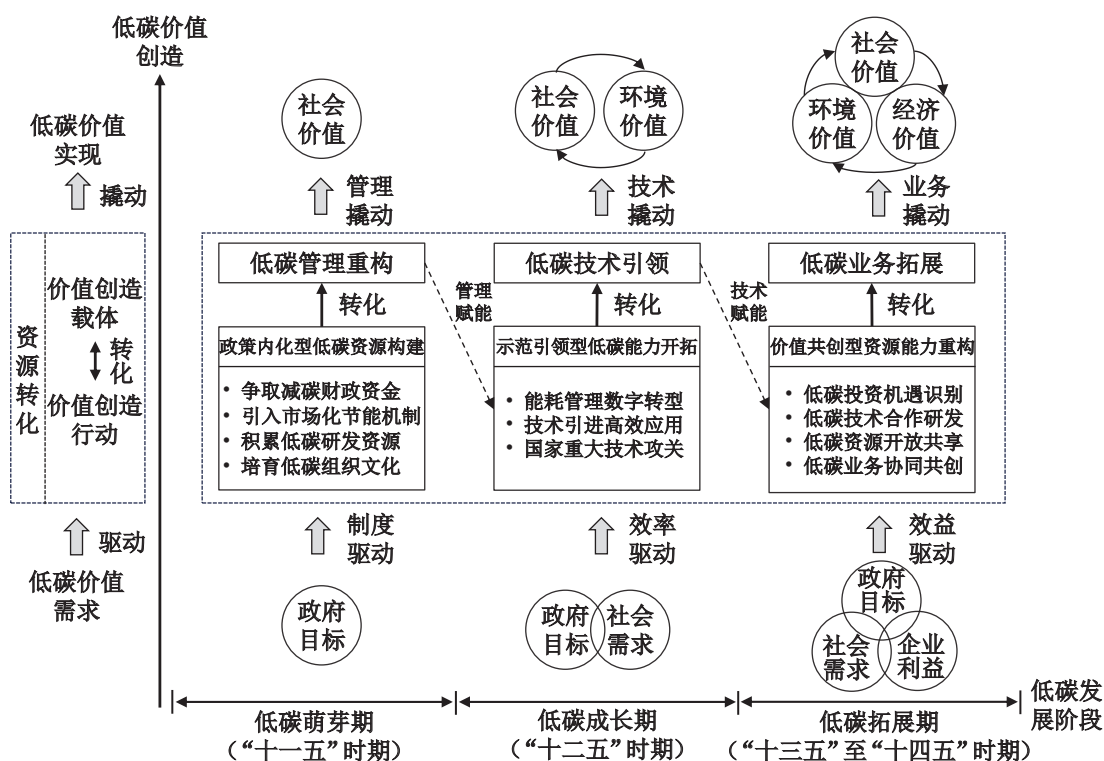 低碳价值
创造
低碳价值
实现
撬动
资源转化
价值创造
载体
转化
价值创造
行动
驱动
低碳价值
需求
社会
价值
管理
撬动
低碳管理重构
转化
政策内化型低碳资源构建
• 争取减碳财政资金
• 引入市场化节能机制
• 积累低碳研发资源
• 培育低碳组织文化
制度
驱动
政府
目标
管理
赋能
社会
价值
环境
价值
技术
撬动
低碳技术引领
转化
示范引领型低碳能力开拓
• 能耗管理数字转型
• 技术引进高效应用
• 国家重大技术攻关
效率
驱动
政府
目标
社会
需求
技术
赋能
社会
价值
环境
价值
经济
价值
业务
撬动
低碳业务拓展
转化
价值共创型资源能力重构
• 低碳投资机遇识别
• 低碳技术合作研发
• 低碳资源开放共享
• 低碳业务协同共创
效益
驱动
政府
目标
社会
需求
企业
利益
低碳萌芽期
（“十一五”时期）
低碳成长期
（“十二五”时期）
低碳拓展期
（“十三五”至“十四五”时期）
低碳发
展阶段